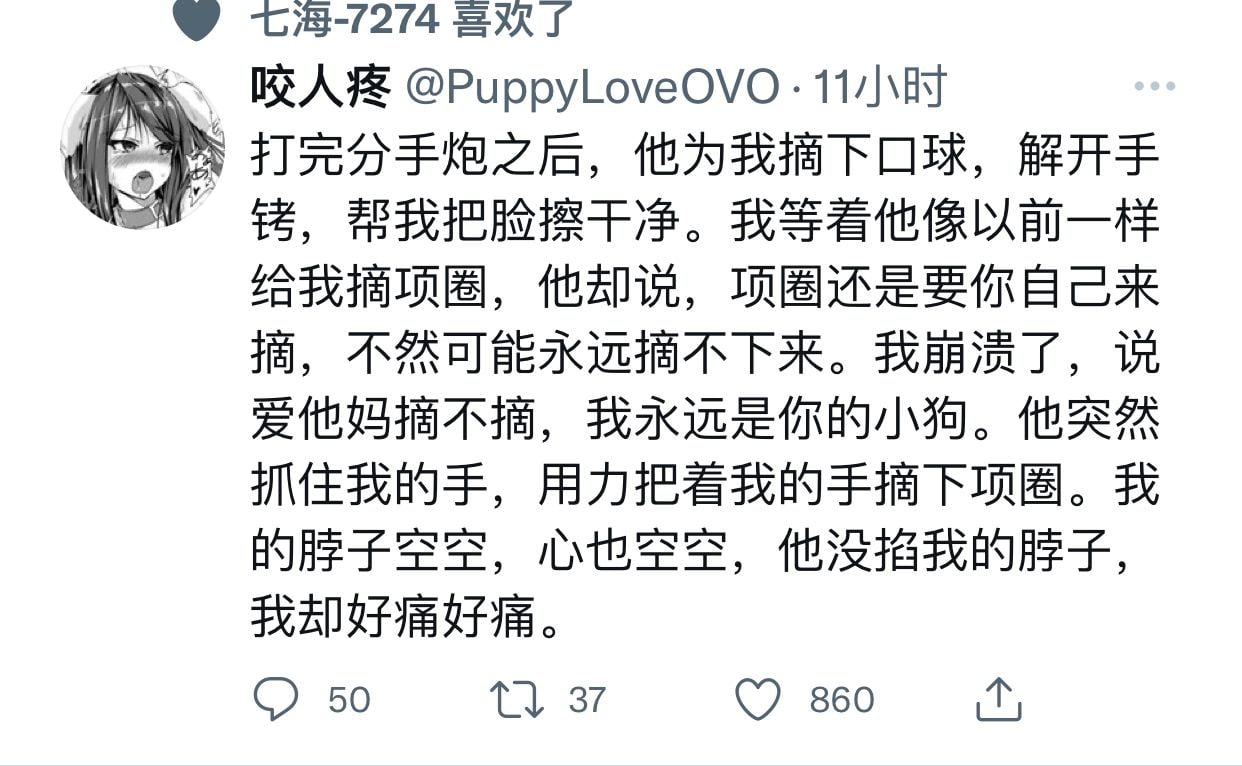 七海-7274 喜欢了
咬人疼 @PuppyLoveOVO · 11小时
打完分手炮之后，他为我摘下口球，解开手
铐，帮我把脸擦干净。我等着他像以前一样
给我摘项圈，他却说，项圈还是要你自己来
摘，不然可能永远摘不下来。我崩溃了，说
爱他妈摘不摘，我永远是你的小狗。他突然
抓住我的手，用力把着我的手摘下项圈。我
的脖子空空，心也空空，他没掐我的脖子，
我却好痛好痛。
50 37 860